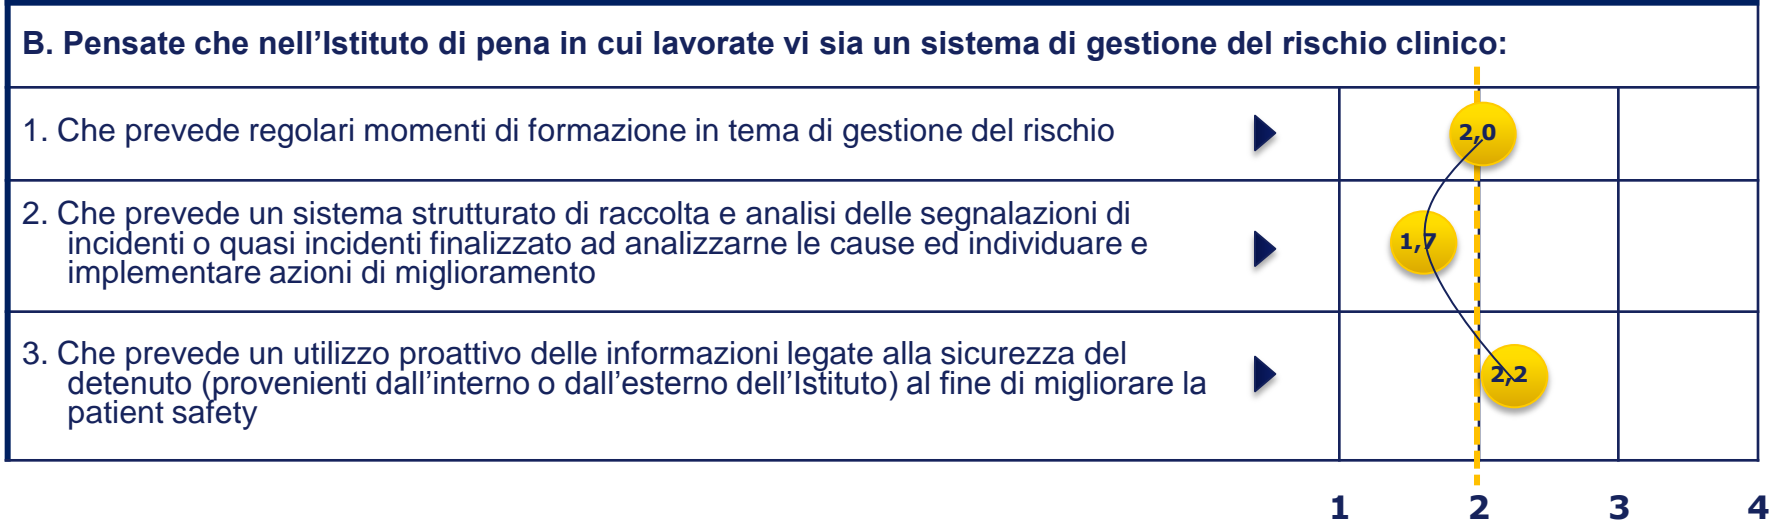 B. Pensate che nell’Istituto di pena in cui lavorate vi sia un sistema di gestione del rischio clinico:
1. Che prevede regolari momenti di formazione in tema di gestione del rischio
2,0
2. Che prevede un sistema strutturato di raccolta e analisi delle segnalazioni di
incidenti o quasi incidenti finalizzato ad analizzarne le cause ed individuare e
implementare azioni di miglioramento
1,7
3. Che prevede un utilizzo proattivo delle informazioni legate alla sicurezza del
detenuto (provenienti dall’interno o dall’esterno dell’Istituto) al fine di migliorare la
patient safety
2,2
1 2 3 4